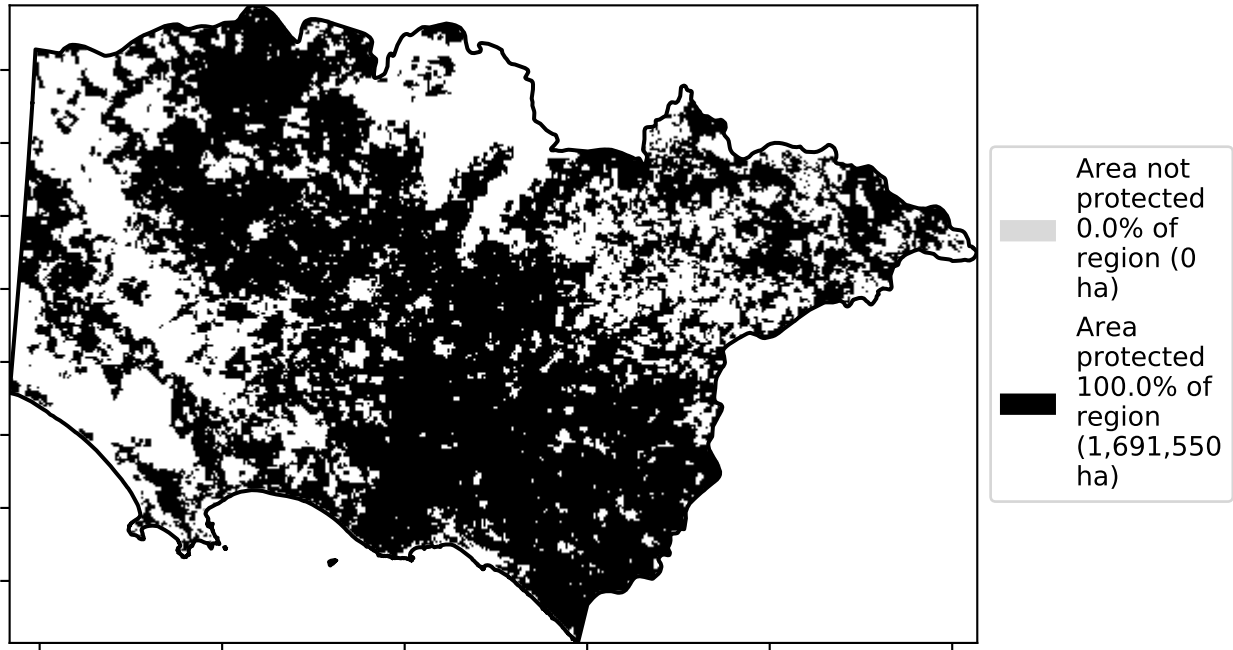 Area not
protected
0.0% of
region (0
ha)
Area
protected
100.0% of
region
(1,691,550
ha)